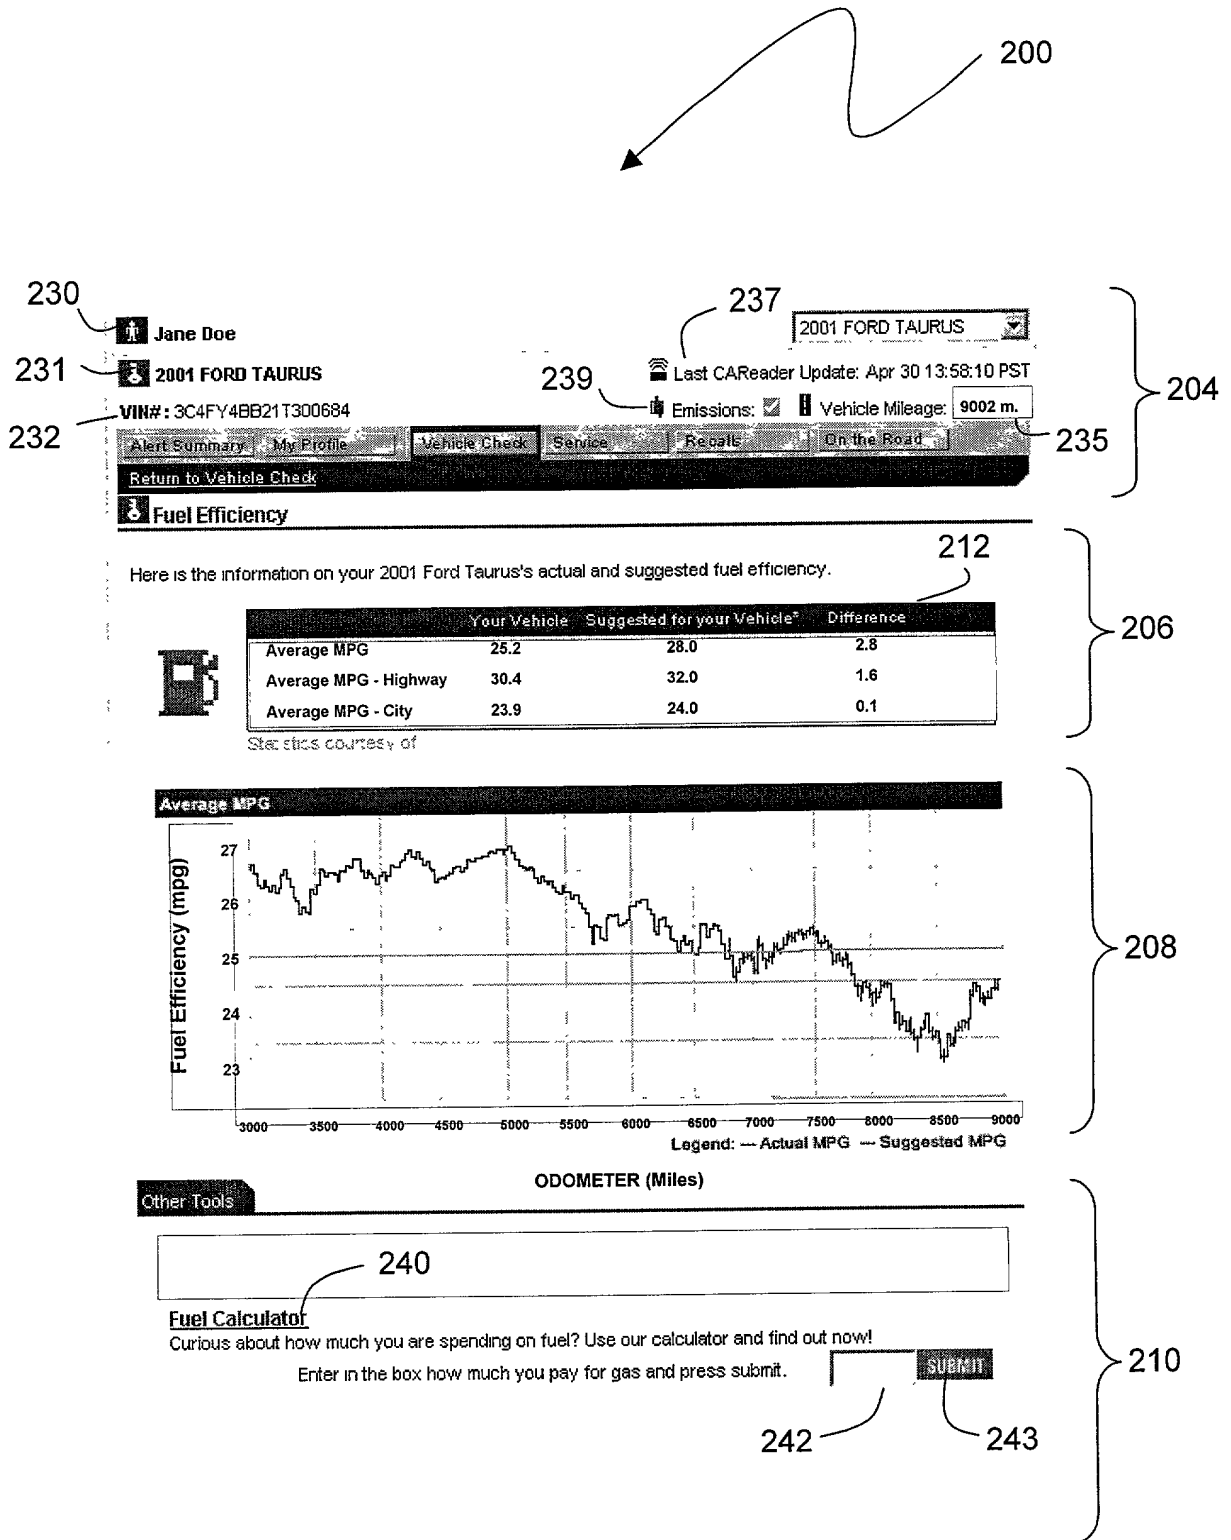 200
230
237
Jane Doe
2001 FORD TAURUS
231
2001 FORD TAURUS
239
Last CAReader Update: Apr 30 13:58:10 PST
204
VIN#: 3C4FY4BB21T300684
Emissions:
Vehicle Mileage: 9002 m.
232
235
Alert Summary My Profile Vehicle Check Service Recalls On the Road
Return to Vehicle Check
Fuel Efficiency
212
Here is the information on your 2001 Ford Taurus's actual and suggested fuel efficiency.
206
Your Vehicle Suggested for your Vehicle* Difference
Average MPG 25.2 28.0 2.8
Average MPG - Highway 30.4 32.0 1.6
Average MPG - City 23.9 24.0 0.1
Statistics courtesy of
Average MPG
Fuel Efficiency (mpg)
27
26
25
24
23
208
3000 3500 4000 4500 5000 5500 6000 6500 7000 7500 8000 8500 9000
Legend: — Actual MPG — Suggested MPG
ODOMETER (Miles)
Other Tools
240
Fuel Calculator
Curious about how much you are spending on fuel? Use our calculator and find out now!
Enter in the box how much you pay for gas and press submit.
SUBMIT
210
242
243